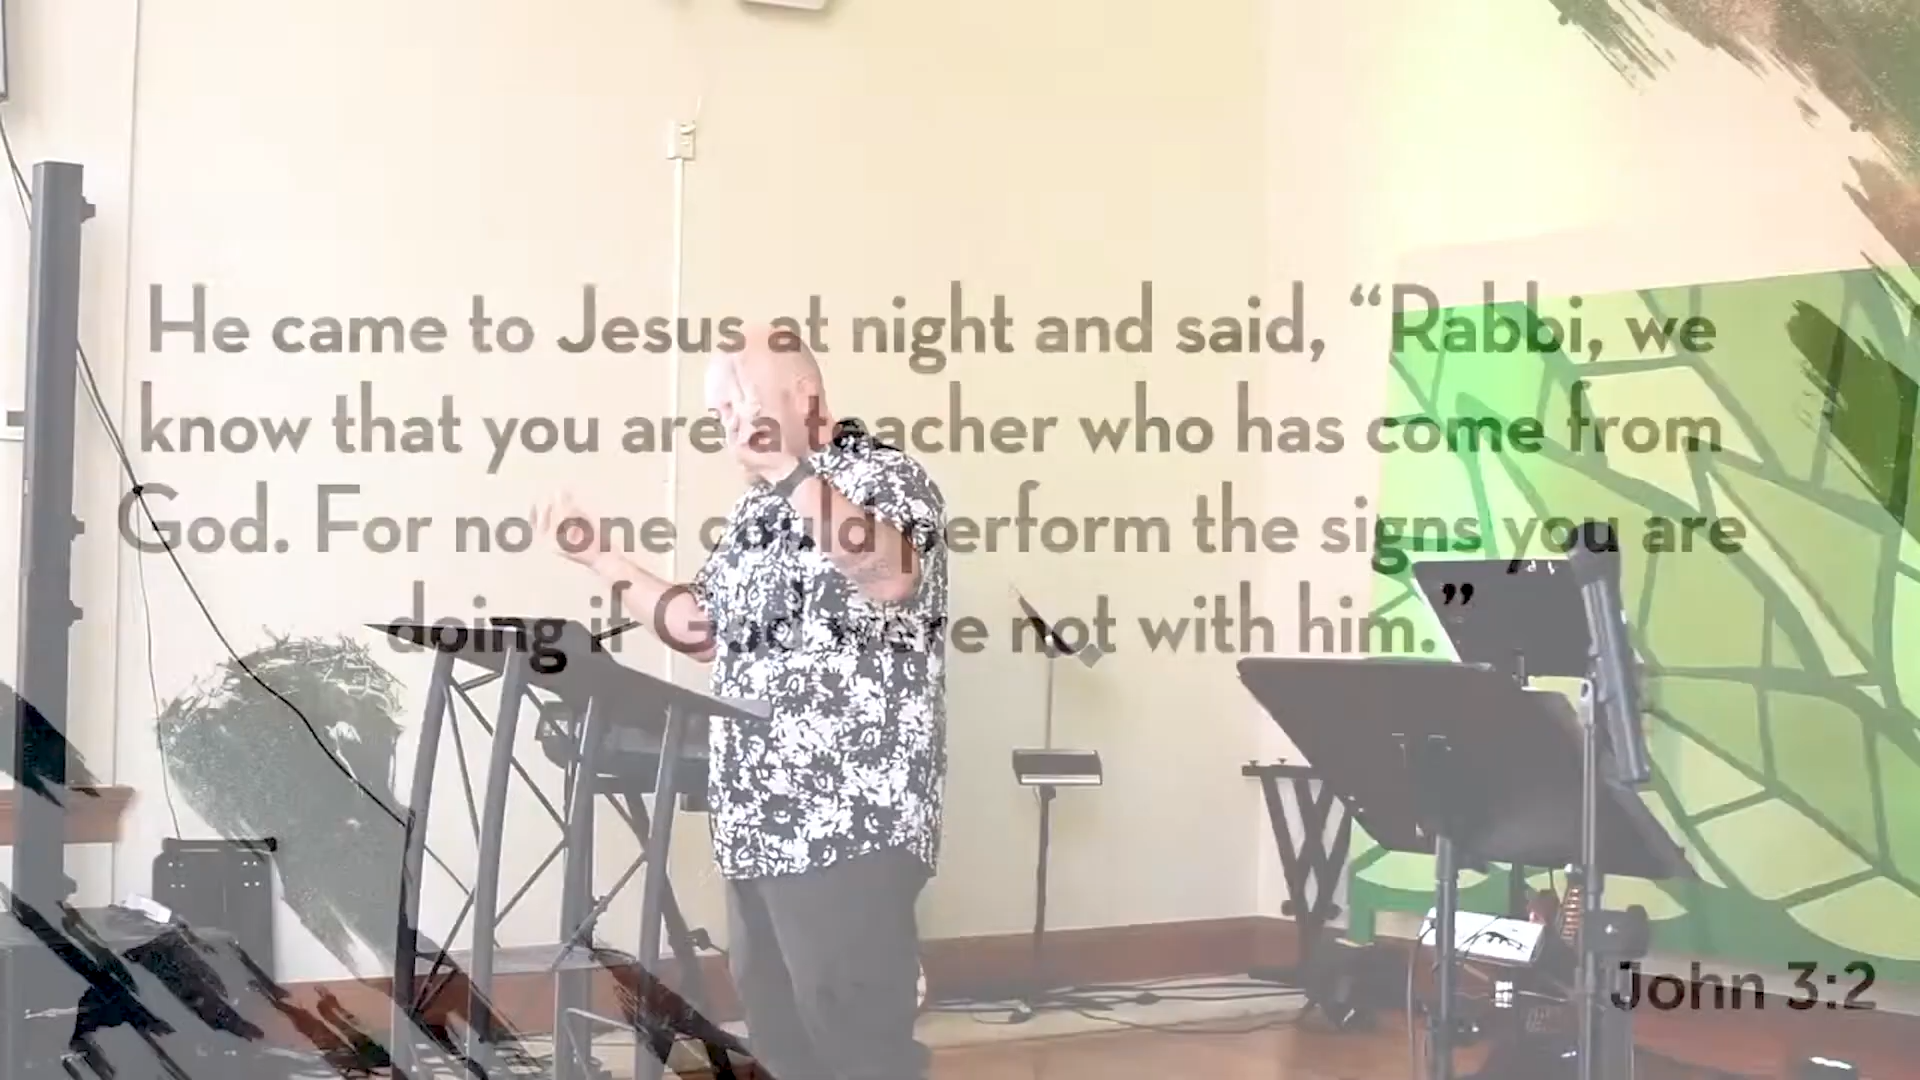 He came to Jesus at night and said, “Rabbi, we
know that you are a teacher who has come from
God. For no one could perform the signs you are
doing if God were not with him.”
John 3:2